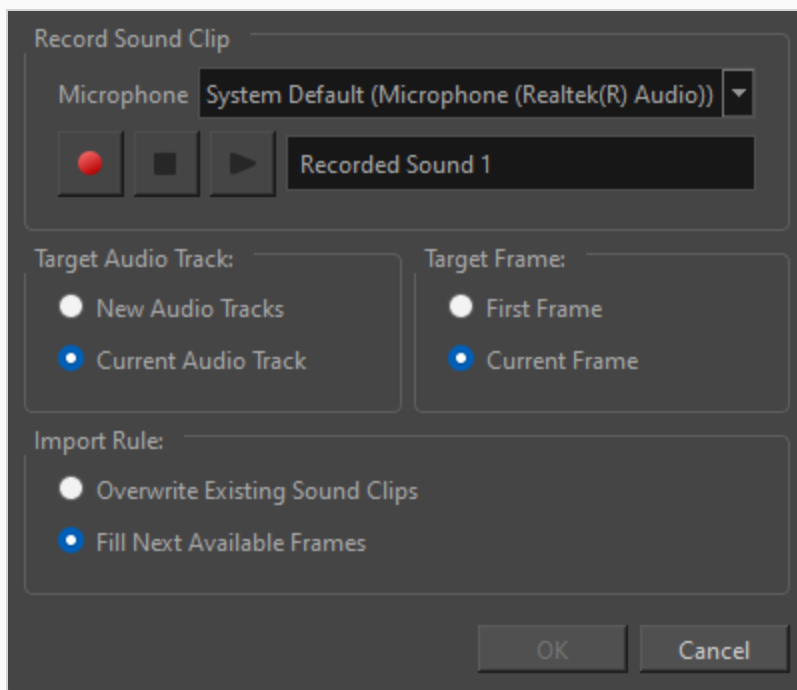 Record Sound Clip
Microphone System Default (Microphone (Realtek(R) Audio))
Recorded Sound 1
Target Audio Track: Target Frame:
New Audio Tracks First Frame
Current Audio Track Current Frame
Import Rule:
Overwrite Existing Sound Clips
Fill Next Available Frames
OK Cancel